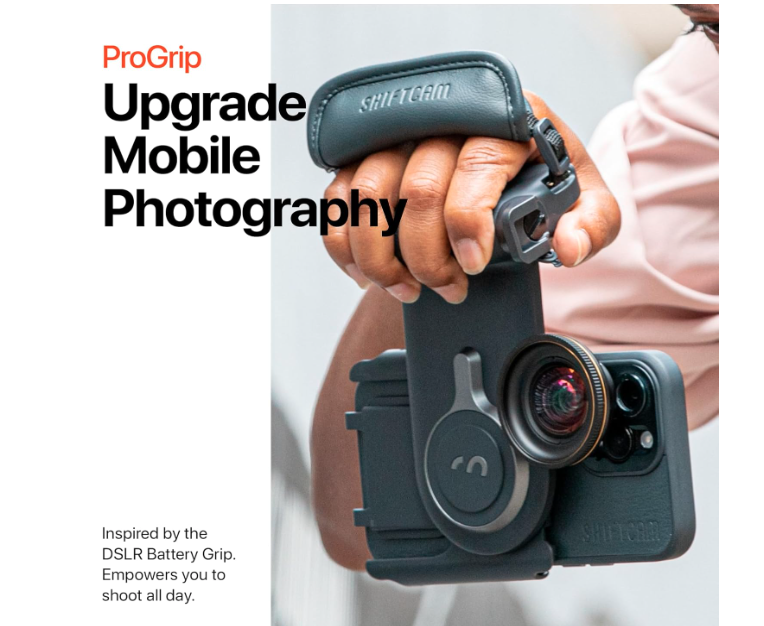 ProGrip
Upgrade
Mobile
Photography
SHIFTCAM
Inspired by the
DSLR Battery Grip.
Empowers you to
shoot all day.
SHIFTCAM